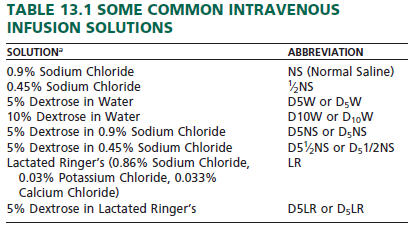 TABLE 13.1 SOME COMMON INTRAVENOUS
INFUSION SOLUTIONS
SOLUTIONᵃ ABBREVIATION
0.9% Sodium Chloride NS (Normal Saline)
0.45% Sodium Chloride ½NS
5% Dextrose in Water D5W or D₅W
10% Dextrose in Water D10W or D₁₀W
5% Dextrose in 0.9% Sodium Chloride D5NS or D₅NS
5% Dextrose in 0.45% Sodium Chloride D5½NS or D₅1/2NS
Lactated Ringer's (0.86% Sodium Chloride, LR
0.03% Potassium Chloride, 0.033%
Calcium Chloride)
5% Dextrose in Lactated Ringer's D5LR or D₅LR